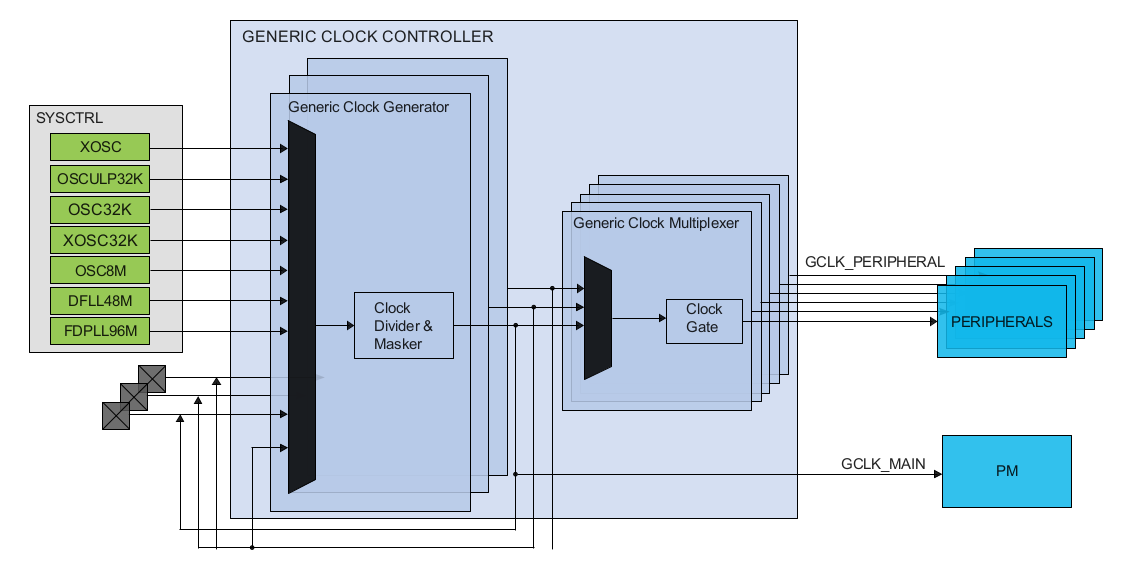 GENERIC CLOCK CONTROLLER
Generic Clock Generator
SYSCTRL
XOSC
OSCULP32K
OSC32K
XOSC32K
OSC8M
DFLL48M
FDPLL96M
Clock
Divider &
Masker
Generic Clock Multiplexer
Clock
Gate
GCLK_PERIPHERAL
PERIPHERALS
GCLK_MAIN
PM